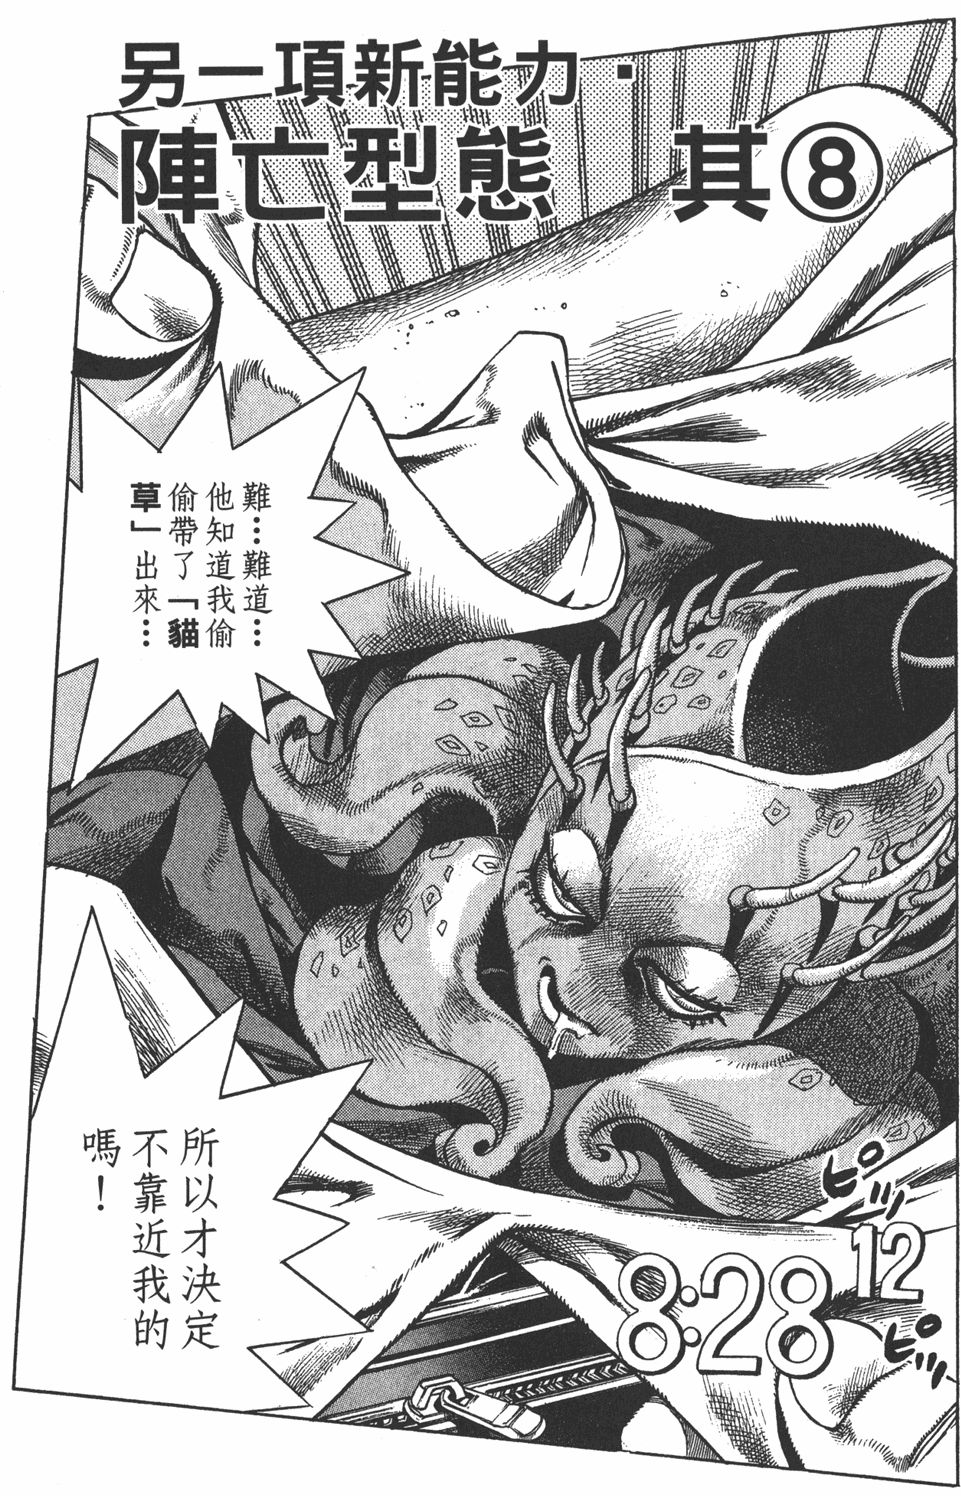 另一項新能力・
陣亡型態　其⑧
難…難道…
他知道我偷
偷帶了「貓
草」出來…
所以才決定
不靠近我的
嗎！
ピッ
8:28 12
ピッ